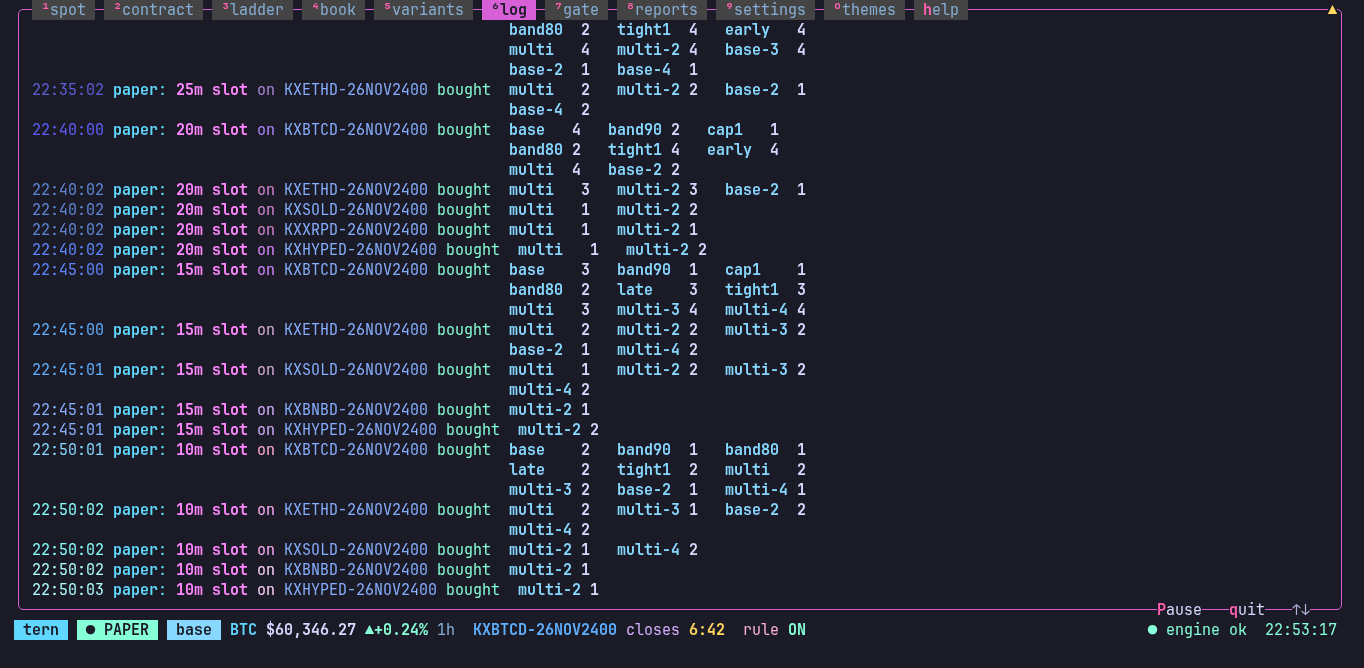 ¹spot ²contract ³ladder ⁴book ⁵variants ⁶log ⁷gate ⁸reports ⁹settings ⁰themes help ▲
band80 2 tight1 4 early 4
multi 4 multi-2 4 base-3 4
base-2 1 base-4 1
22:35:02 paper: 25m slot on KXETHD-26NOV2400 bought multi 2 multi-2 2 base-2 1
base-4 2
22:40:00 paper: 20m slot on KXBTCD-26NOV2400 bought base 4 band90 2 cap1 1
band80 2 tight1 4 early 4
multi 4 base-2 2
22:40:02 paper: 20m slot on KXETHD-26NOV2400 bought multi 3 multi-2 3 base-2 1
22:40:02 paper: 20m slot on KXSOLD-26NOV2400 bought multi 1 multi-2 2
22:40:02 paper: 20m slot on KXXRPD-26NOV2400 bought multi 1 multi-2 1
22:40:02 paper: 20m slot on KXHYPED-26NOV2400 bought multi 1 multi-2 2
22:45:00 paper: 15m slot on KXBTCD-26NOV2400 bought base 3 band90 1 cap1 1
band80 2 late 3 tight1 3
multi 3 multi-3 4 multi-4 4
22:45:00 paper: 15m slot on KXETHD-26NOV2400 bought multi 2 multi-2 2 multi-3 2
base-2 1 multi-4 2
22:45:01 paper: 15m slot on KXSOLD-26NOV2400 bought multi 1 multi-2 2 multi-3 2
multi-4 2
22:45:01 paper: 15m slot on KXBNBD-26NOV2400 bought multi-2 1
22:45:01 paper: 15m slot on KXHYPED-26NOV2400 bought multi-2 2
22:50:01 paper: 10m slot on KXBTCD-26NOV2400 bought base 2 band90 1 band80 1
late 2 tight1 2 multi 2
multi-3 2 base-2 1 multi-4 1
22:50:02 paper: 10m slot on KXETHD-26NOV2400 bought multi 2 multi-3 1 base-2 2
multi-4 2
22:50:02 paper: 10m slot on KXSOLD-26NOV2400 bought multi-2 1 multi-4 2
22:50:02 paper: 10m slot on KXBNBD-26NOV2400 bought multi-2 1
22:50:03 paper: 10m slot on KXHYPED-26NOV2400 bought multi-2 1
Pause quit ↑↓
tern ● PAPER base BTC $60,346.27 ▲+0.24% 1h KXBTCD-26NOV2400 closes 6:42 rule ON ● engine ok 22:53:17